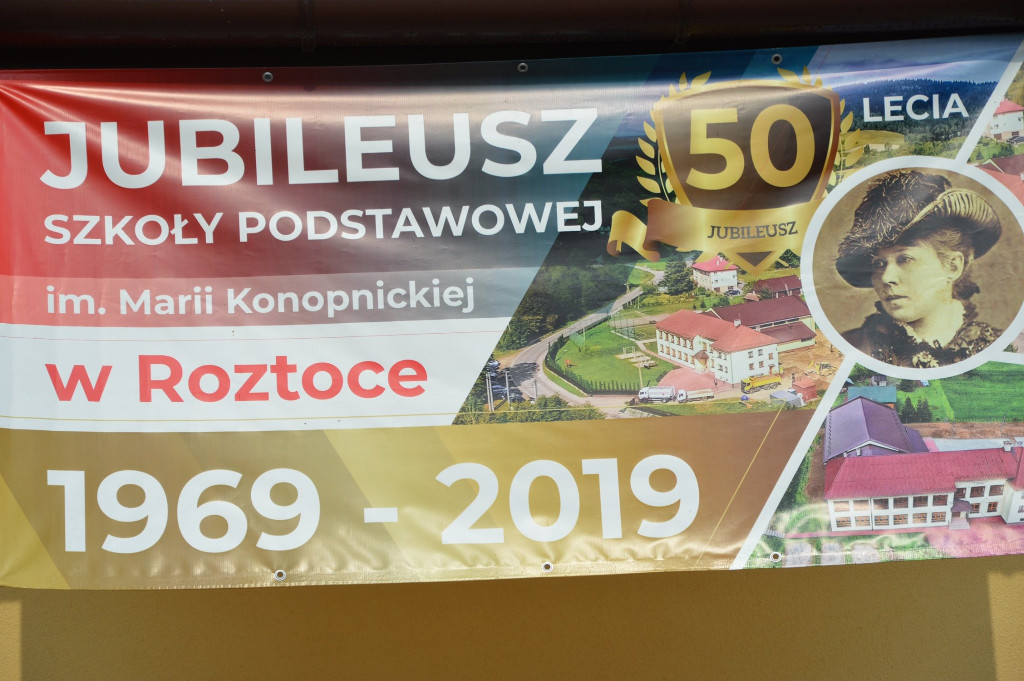 JUBILEUSZ
SZKOŁY PODSTAWOWEJ
im. Marii Konopnickiej
w Roztoce
1969 - 2019
50
LECIA
JUBILEUSZ